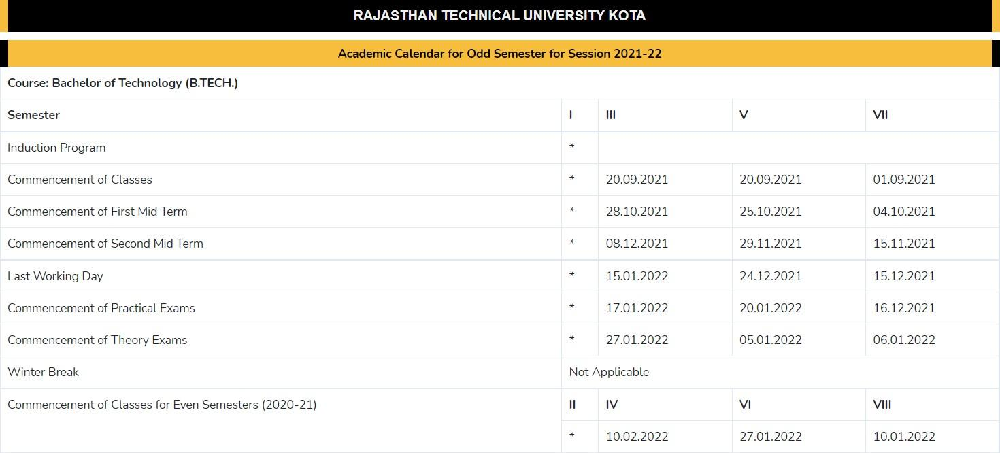 RAJASTHAN TECHNICAL UNIVERSITY KOTA
Academic Calendar for Odd Semester for Session 2021-22
Course: Bachelor of Technology (B.TECH.)
Semester I III V VII
Induction Program *
Commencement of Classes * 20.09.2021 20.09.2021 01.09.2021
Commencement of First Mid Term * 28.10.2021 25.10.2021 04.10.2021
Commencement of Second Mid Term * 08.12.2021 29.11.2021 15.11.2021
Last Working Day * 15.01.2022 24.12.2021 15.12.2021
Commencement of Practical Exams * 17.01.2022 20.01.2022 16.12.2021
Commencement of Theory Exams * 27.01.2022 05.01.2022 06.01.2022
Winter Break Not Applicable
Commencement of Classes for Even Semesters (2020-21) II IV VI VIII
* 10.02.2022 27.01.2022 10.01.2022